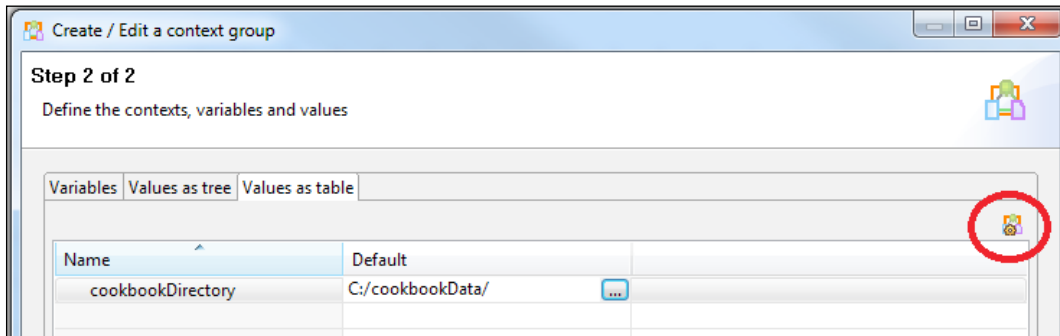 Create / Edit a context group
Step 2 of 2
Define the contexts, variables and values
Variables Values as tree Values as table
Name Default
cookbookDirectory C:/cookbookData/ ...